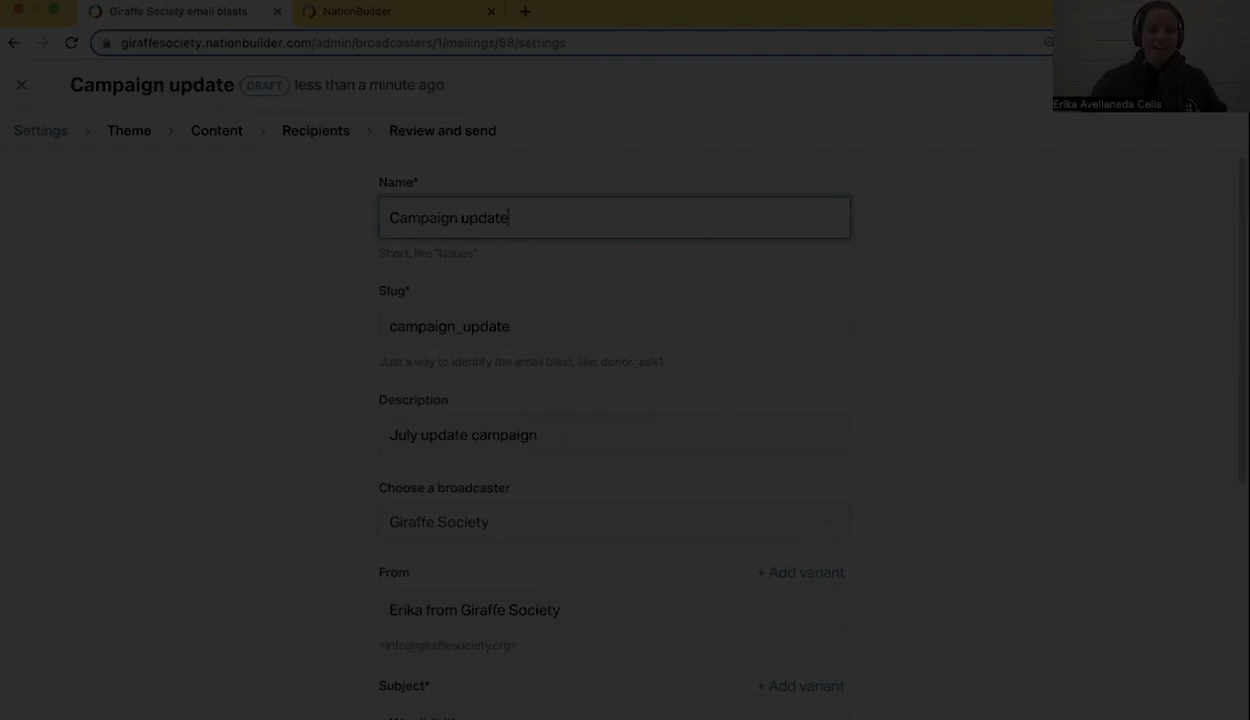 Giraffe Society email blasts
NationBuilder
giraffesociety.nationbuilder.com/admin/broadcasters/1/mailings/88/settings
Campaign update DRAFT less than a minute ago
Erika Avellaneda Celis
Settings > Theme > Content > Recipients > Review and send
Name*
Campaign update
Short, like "Issues"
Slug*
campaign_update
Just a way to identify the email blast, like: donor_ask1
Description
July update campaign
Choose a broadcaster
Giraffe Society
From + Add variant
Erika from Giraffe Society
<info@giraffesociety.org>
Subject* + Add variant